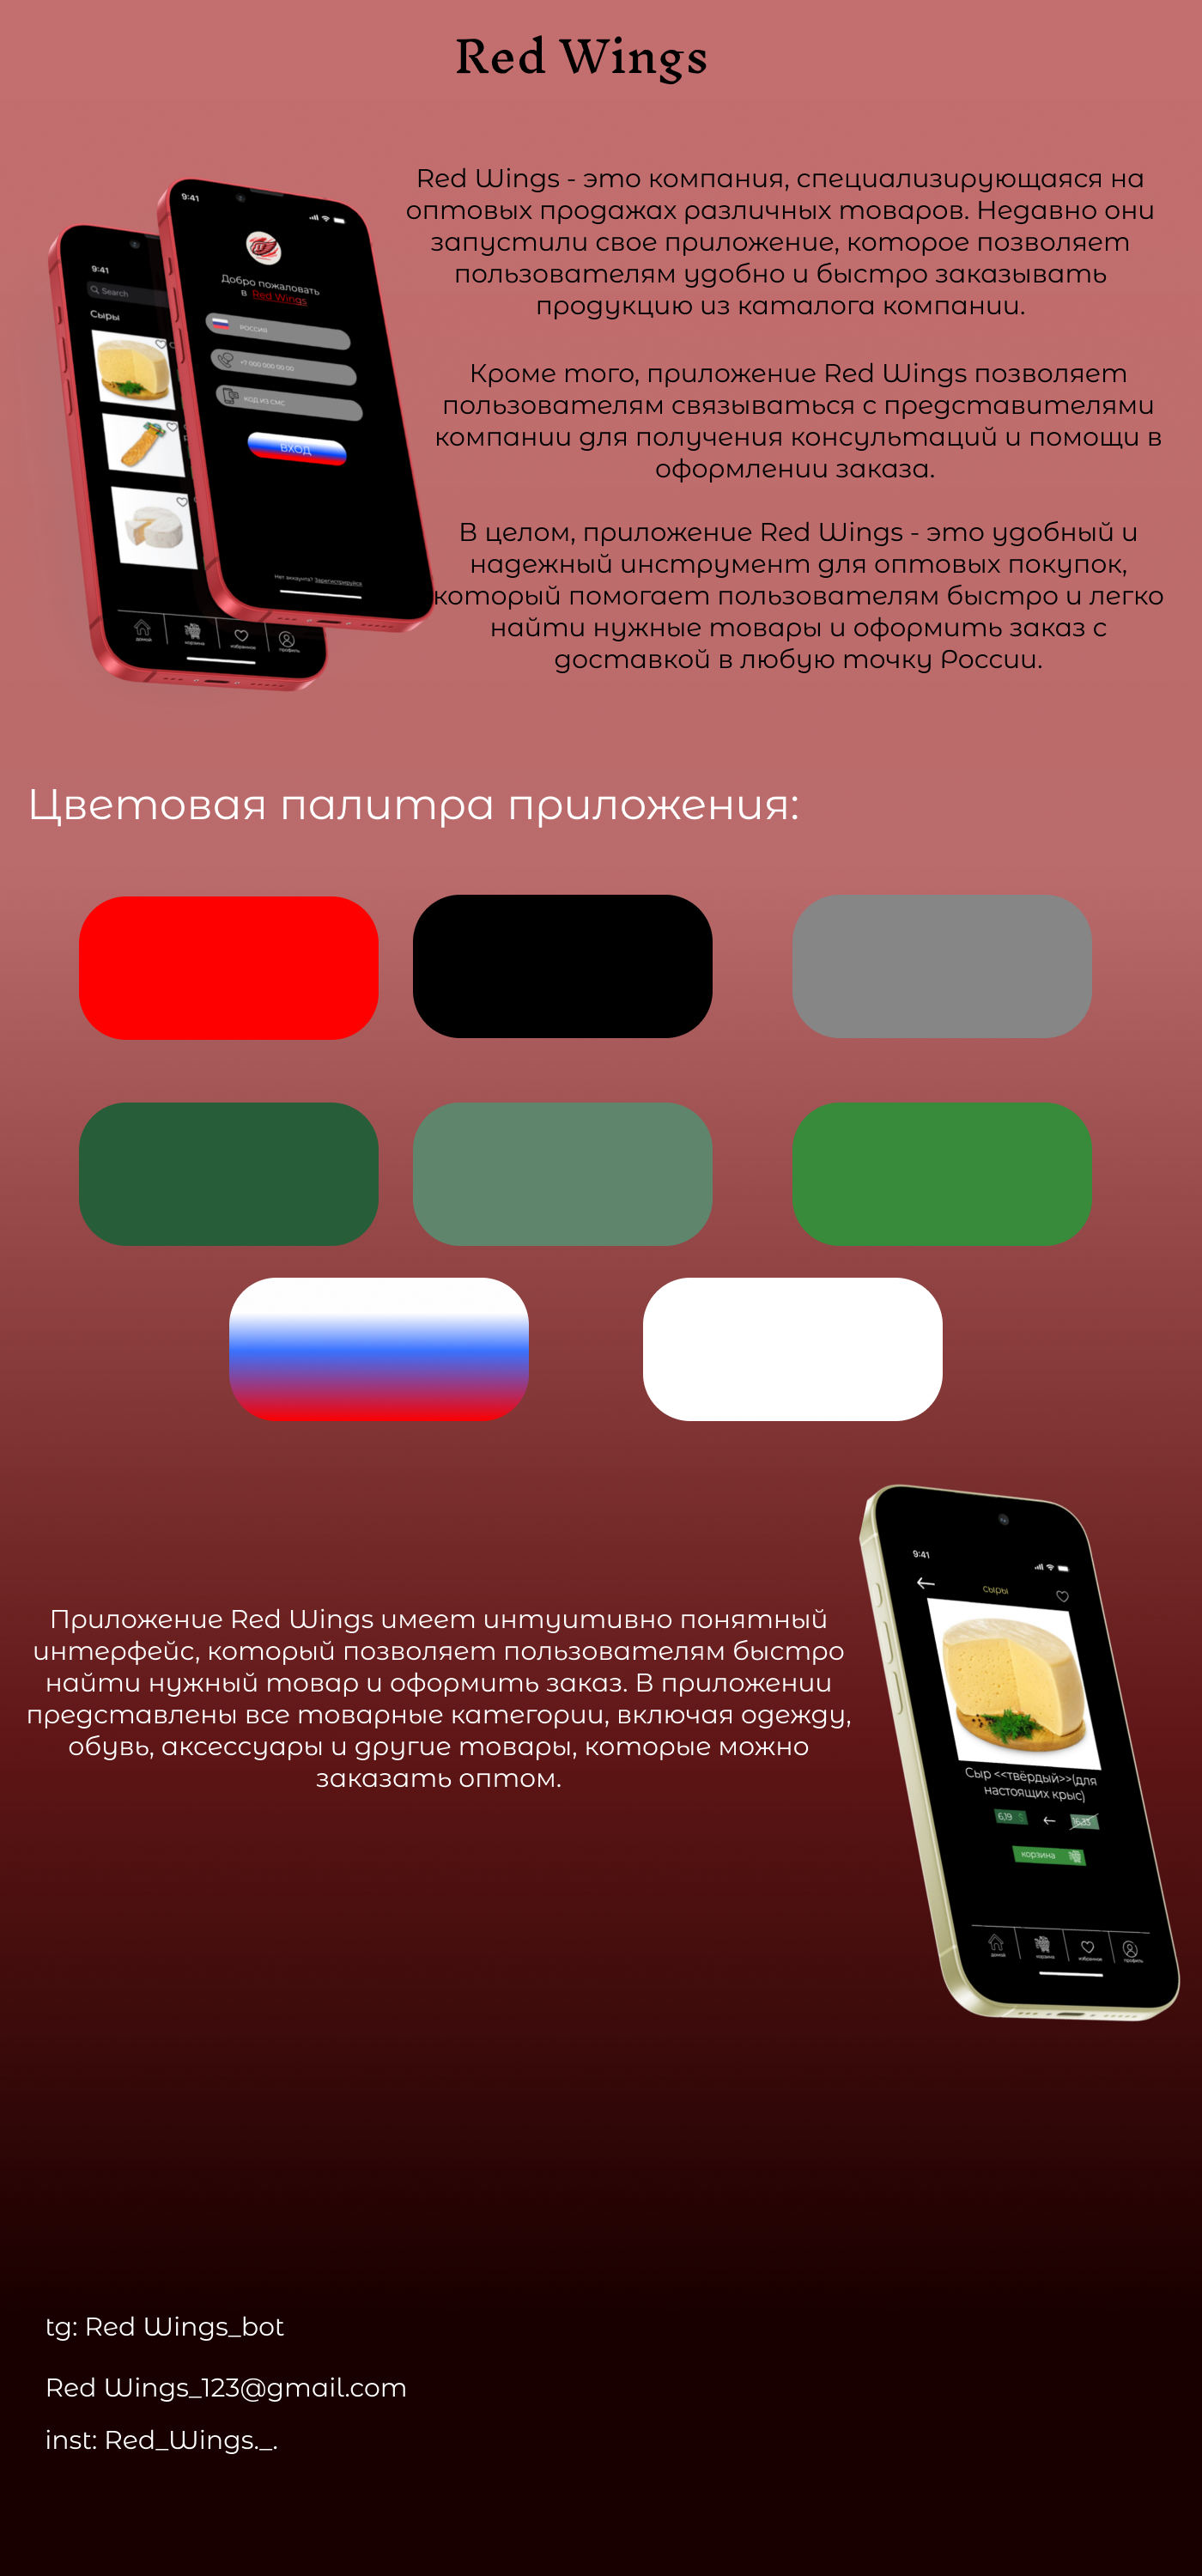 Red Wings
Red Wings - это компания, специализирующаяся на
оптовых продажах различных товаров. Недавно они
запустили свое приложение, которое позволяет
пользователям удобно и быстро заказывать
продукцию из каталога компании.
Кроме того, приложение Red Wings позволяет
пользователям связываться с представителями
компании для получения консультаций и помощи в
оформлении заказа.
В целом, приложение Red Wings - это удобный и
надежный инструмент для оптовых покупок,
который помогает пользователям быстро и легко
найти нужные товары и оформить заказ с
доставкой в любую точку России.
9:41
Search
Сыры
домой
корзина
избранное
профиль
9:41
Добро пожаловать
в Red Wings
РОССИЯ
+7 000 000 00 00
КОД ИЗ СМС
ВХОД
Нет аккаунта? Зарегистрируйся
Цветовая палитра приложения:
Приложение Red Wings имеет интуитивно понятный
интерфейс, который позволяет пользователям быстро
найти нужный товар и оформить заказ. В приложении
представлены все товарные категории, включая одежду,
обувь, аксессуары и другие товары, которые можно
заказать оптом.
9:41
сыры
Сыр <<твёрдый>>(для
настоящих крыс)
6,19 $
16,33
корзина
домой
корзина
избранное
профиль
tg: Red Wings_bot
Red Wings_123@gmail.com
inst: Red_Wings._.